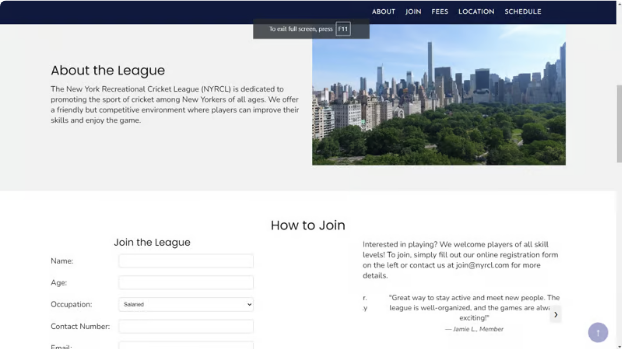 ABOUT JOIN FEES LOCATION SCHEDULE
To exit full screen, press F11
About the League
The New York Recreational Cricket League (NYRCL) is dedicated to
promoting the sport of cricket among New Yorkers of all ages. We offer
a friendly but competitive environment where players can improve their
skills and enjoy the game.
How to Join
Join the League
Name:
Age:
Occupation:
Salaried
Contact Number:
Email:
Interested in playing? We welcome players of all skill
levels! To join, simply fill out our online registration form
on the left or contact us at join@nyrcl.com for more
details.
r.
y
"Great way to stay active and meet new people. The
league is well-organized, and the games are
exciting!"
— Jamie L., Member